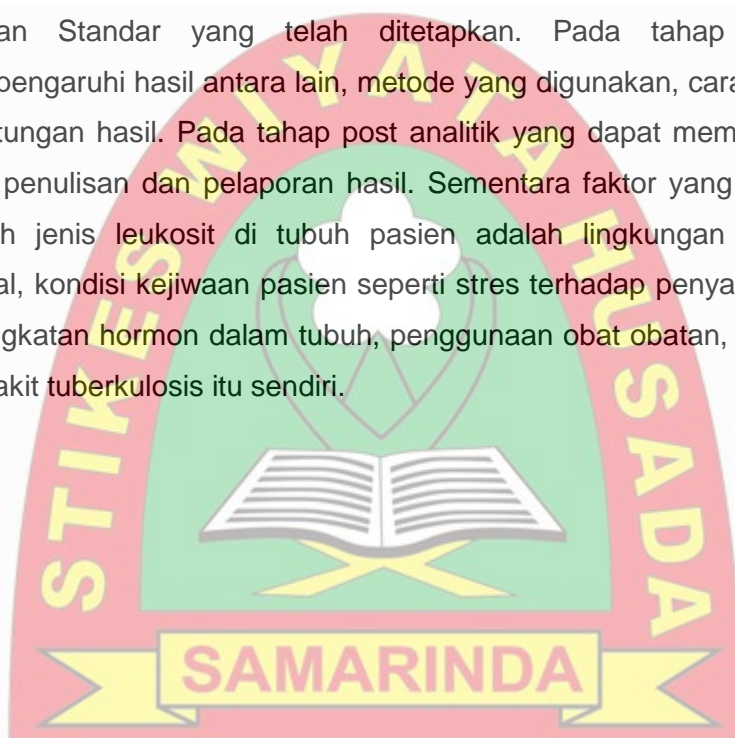 an Standar yang telah ditetapkan. Pada tahap
pengaruhi hasil antara lain, metode yang digunakan, cara
tungan hasil. Pada tahap post analitik yang dapat mem
penulisan dan pelaporan hasil. Sementara faktor yang
h jenis leukosit di tubuh pasien adalah lingkungan
al, kondisi kejiwaan pasien seperti stres terhadap penya
gkatan hormon dalam tubuh, penggunaan obat obatan,
akit tuberkulosis itu sendiri.
STIKES WIYATA HUSADA
SAMARINDA